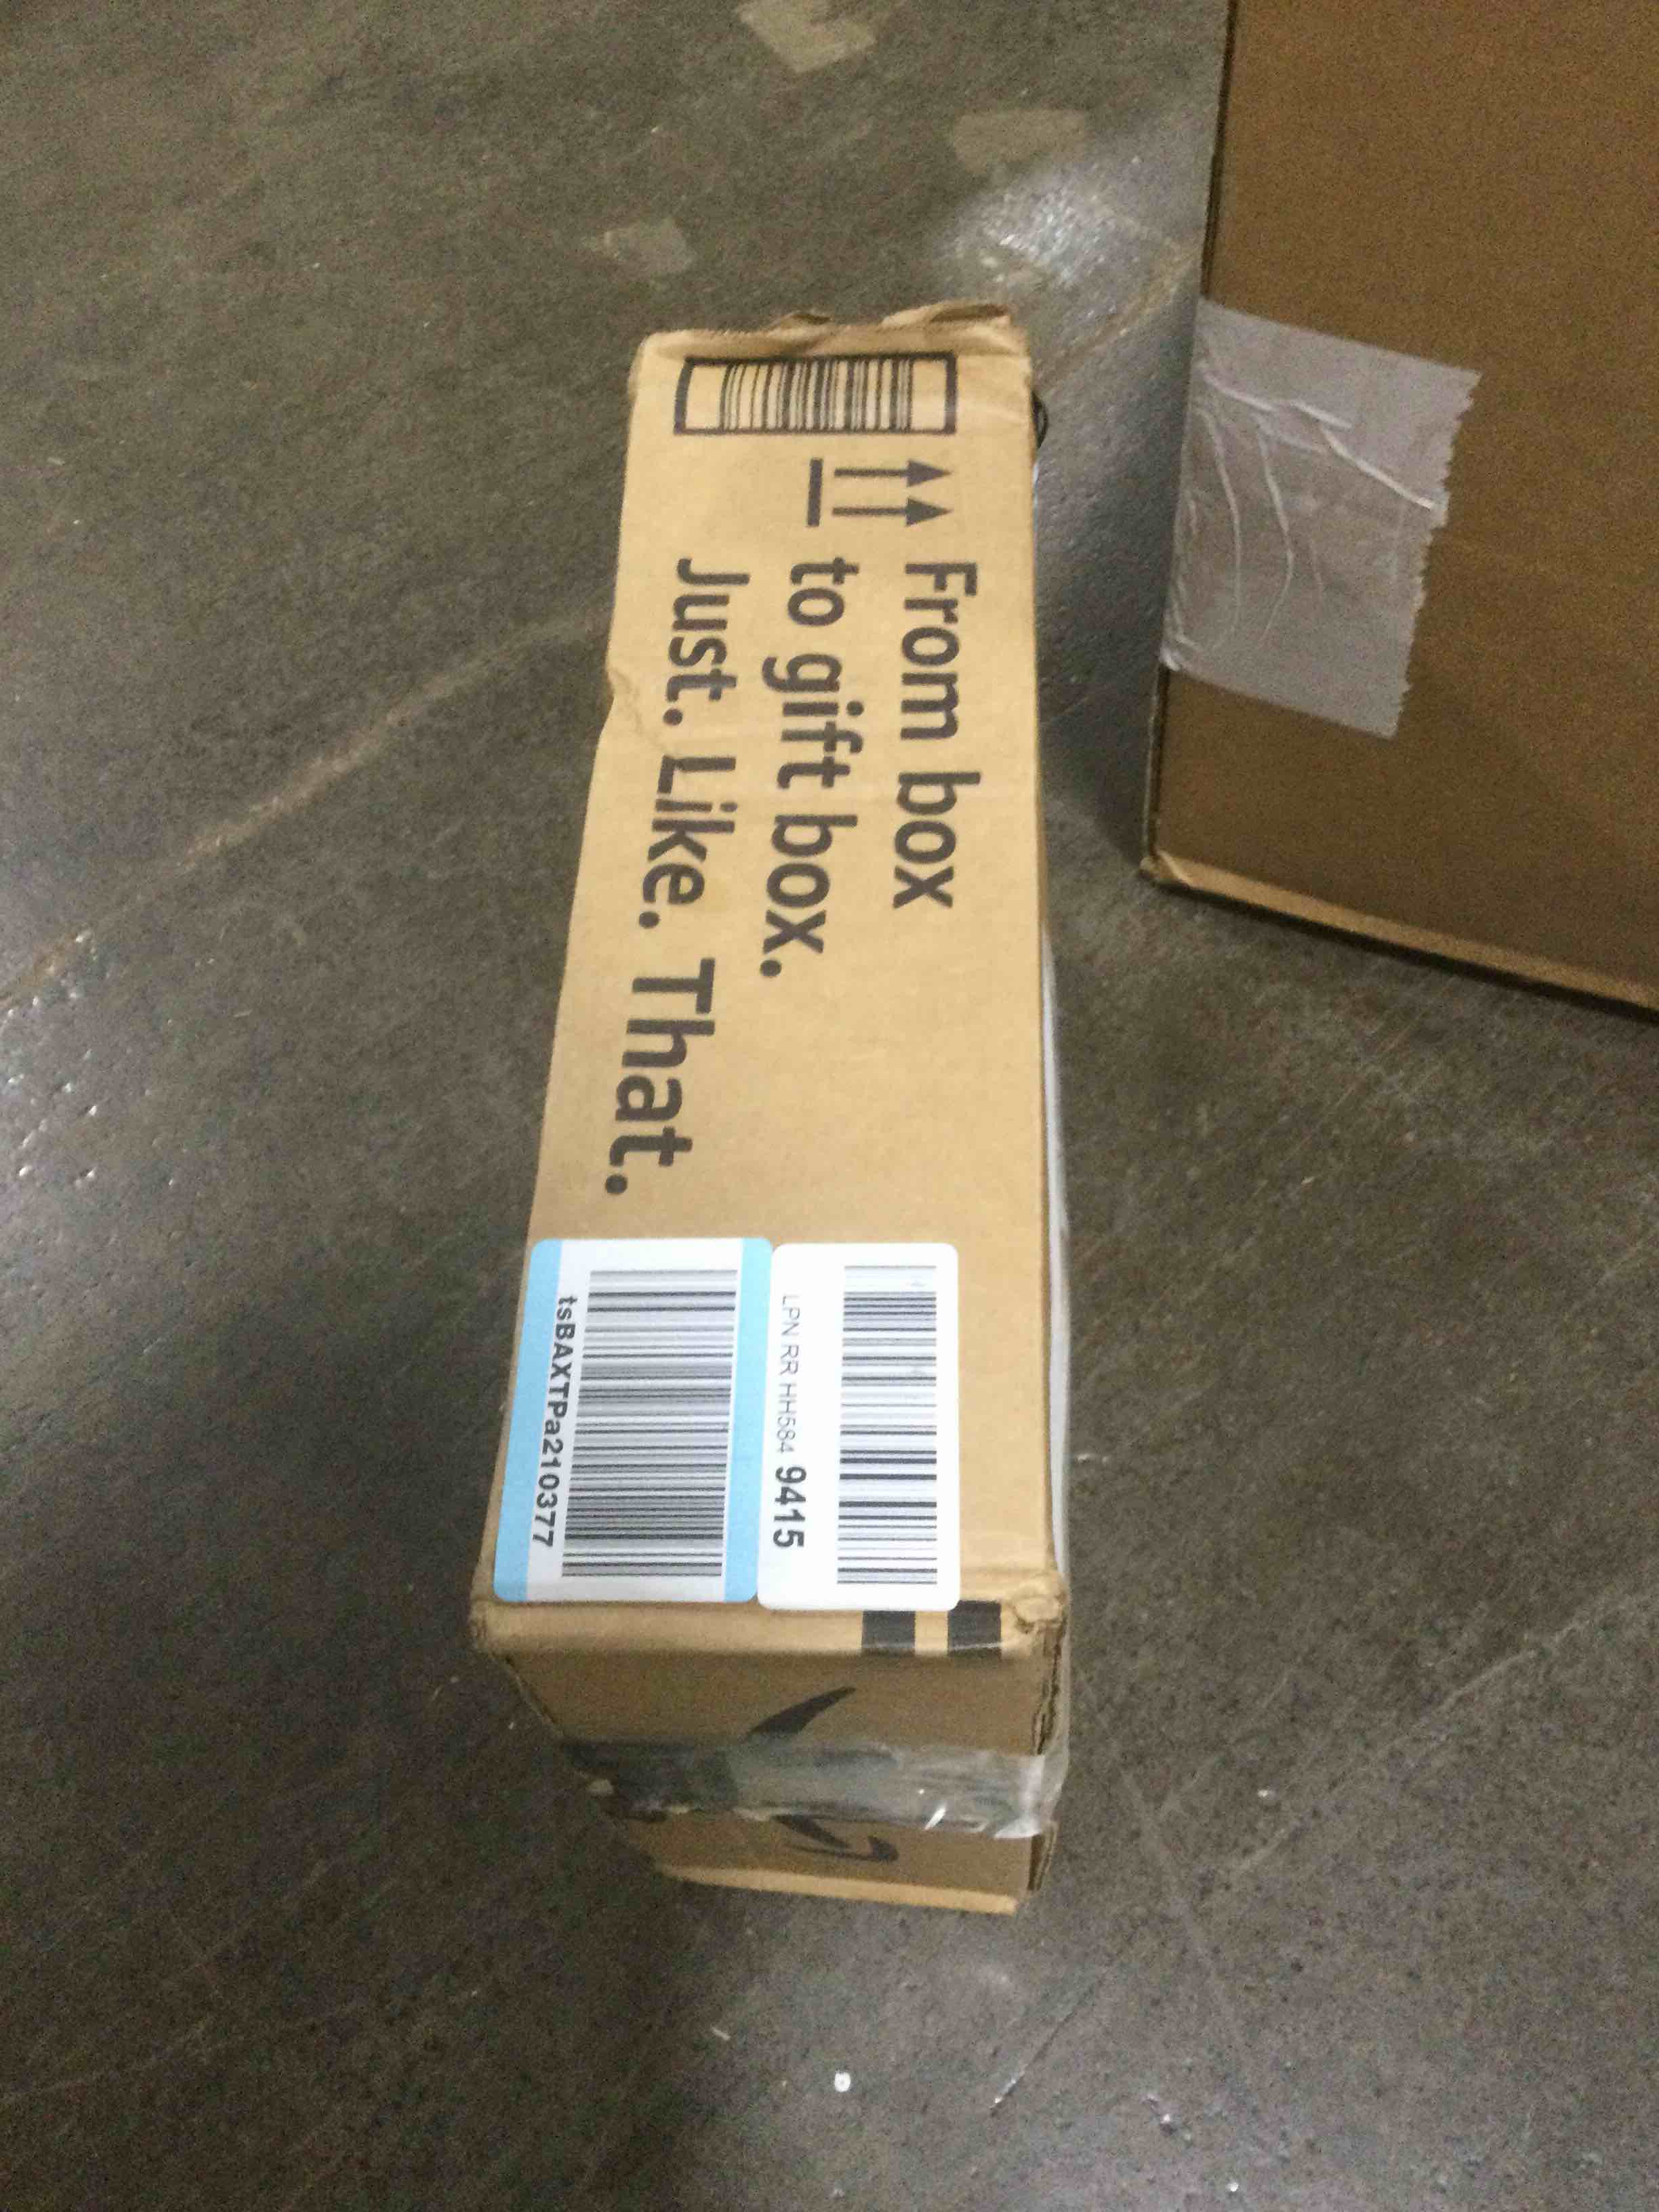 From box
to gift box.
Just. Like. That.
LPN RR HH584 9415
tsBAXTPa210377